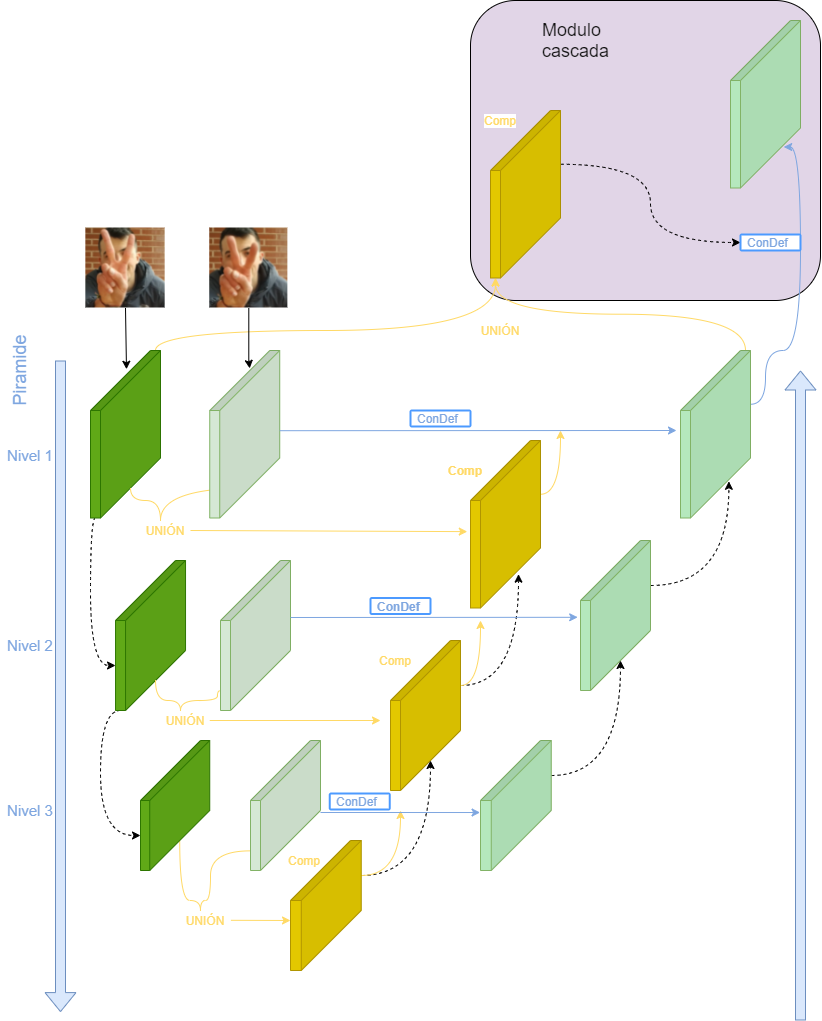 Modulo
cascada
Comp
ConDef
UNIÓN
Piramide
ConDef
Nivel 1
Comp
UNIÓN
ConDef
Nivel 2
Comp
UNIÓN
ConDef
Nivel 3
Comp
UNIÓN